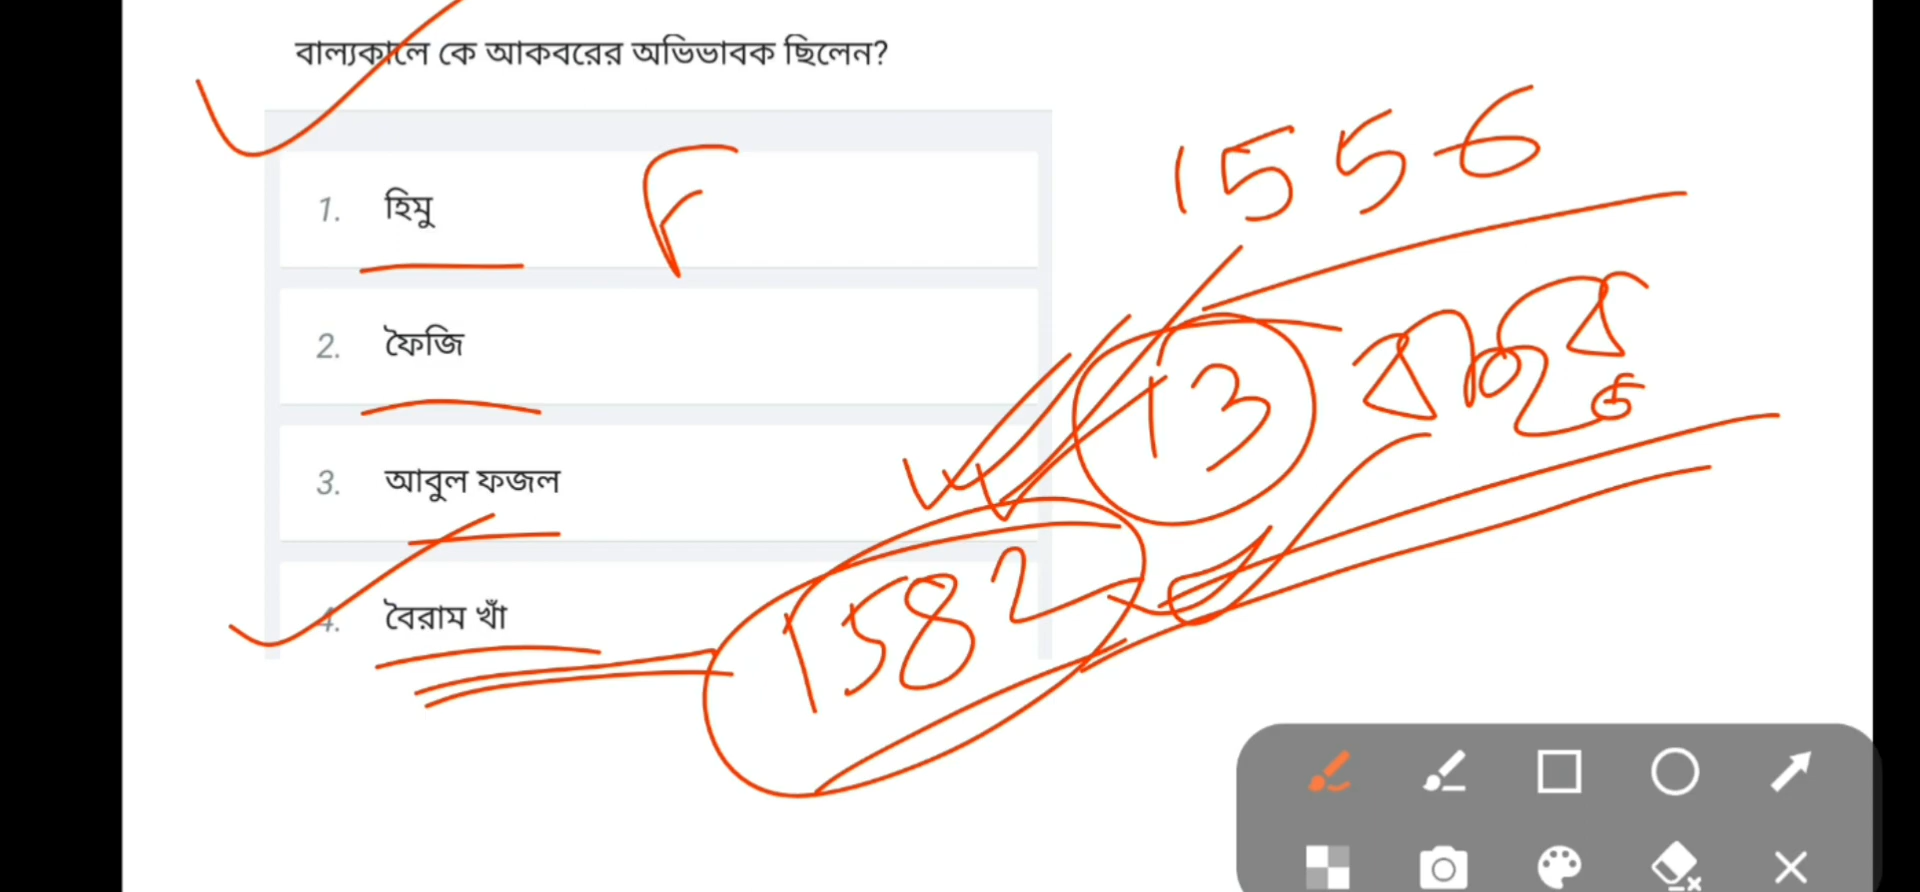 বাল্যকালে কে আকবরের অভিভাবক ছিলেন?
1556
1. হিমু
F
2. ফৈজি
13
3. আবুল ফজল
1582
4. বৈরাম খাঁ